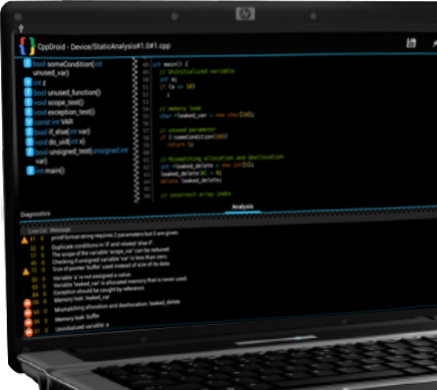 hp
CppDroid - Device/StaticAnalysis#1.0#1.cpp
bool someCondition(int
unused_var)
int z
bool unused_function()
void scope_test()
void exception_test()
const int VAR
bool if_else(int var)
void do_uid(int x)
bool unsigned_test(unsigned int
var)
int main()
int main() {
// Uninitialized variable
int a;
if (a == 10)
;
// memory leak
char *leaked_var = new char[10];
// unused parameter
if (!someCondition(10))
return 1;
// Mismatching allocation and deallocation
int *leaked_delete = new int[5];
leaked_delete[0] = 0;
delete leaked_delete;
// incorrect array index
Diagnostics
Analysis
Line Col Message
printf format string requires 2 parameters but 3 are given.
Duplicate conditions in 'if' and related 'else if'.
The scope of the variable 'scope_var' can be reduced.
Checking if unsigned variable 'var' is less than zero.
Size of pointer 'buffer' used instead of size of its data.
Variable 'a' is not assigned a value.
Variable 'leaked_var' is allocated memory that is never used.
Exception should be caught by reference.
Memory leak: leaked_var
Mismatching allocation and deallocation: leaked_delete
Memory leak: buffer
Uninitialized variable: a